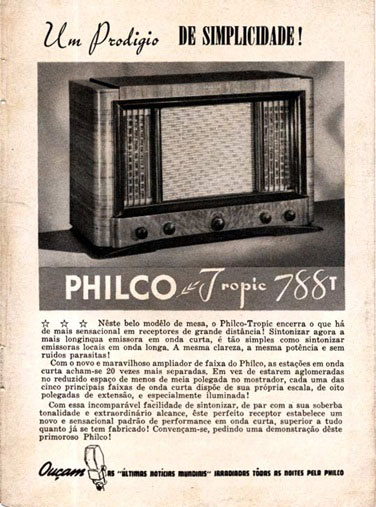 Um Prodigio DE SIMPLICIDADE!
PHILCO Tropic 788T
☆ ☆ ☆ Nêste belo modêlo de mesa, o Philco-Tropic encerra o que há
de mais sensacional em receptores de grande distância! Sintonizar agora a
mais longinqua emissora em onda curta, é tão simples como sintonizar
emissoras locais em onda longa. A mesma clareza, a mesma potência e sem
ruidos parasitas!
Com o novo e maravilhoso ampliador de faixa do Philco, as estações em onda
curta acham-se 20 vezes mais separadas. Em vez de estarem aglomeradas
no reduzido espaço de menos de meia polegada no mostrador, cada uma das
cinco principais faixas de onda curta dispõe de sua própria escala, de oito
polegadas de extensão, e especialmente iluminada!
Com essa incomparável facilidade de sintonizar, de par com a sua soberba
tonalidade e extraordinário alcance, êste perfeito receptor estabelece um
novo e sensacional padrão de performance em onda curta, superior a tudo
quanto já se tem fabricado! Convençam-se, pedindo uma demonstração dêste
primoroso Philco!
Ouçam AS "ÚLTIMAS NOTÍCIAS MUNDIAIS" IRRADIADAS TÔDAS AS NOITES PELA PHILCO